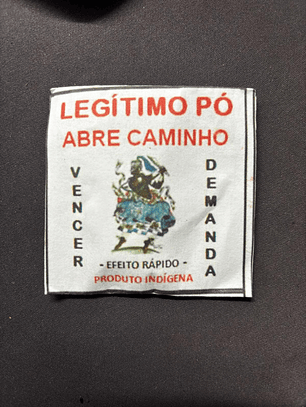 LEGÍTIMO PÓ
ABRE CAMINHO
VENCER
DEMANDA
- EFEITO RÁPIDO -
PRODUTO INDÍGENA